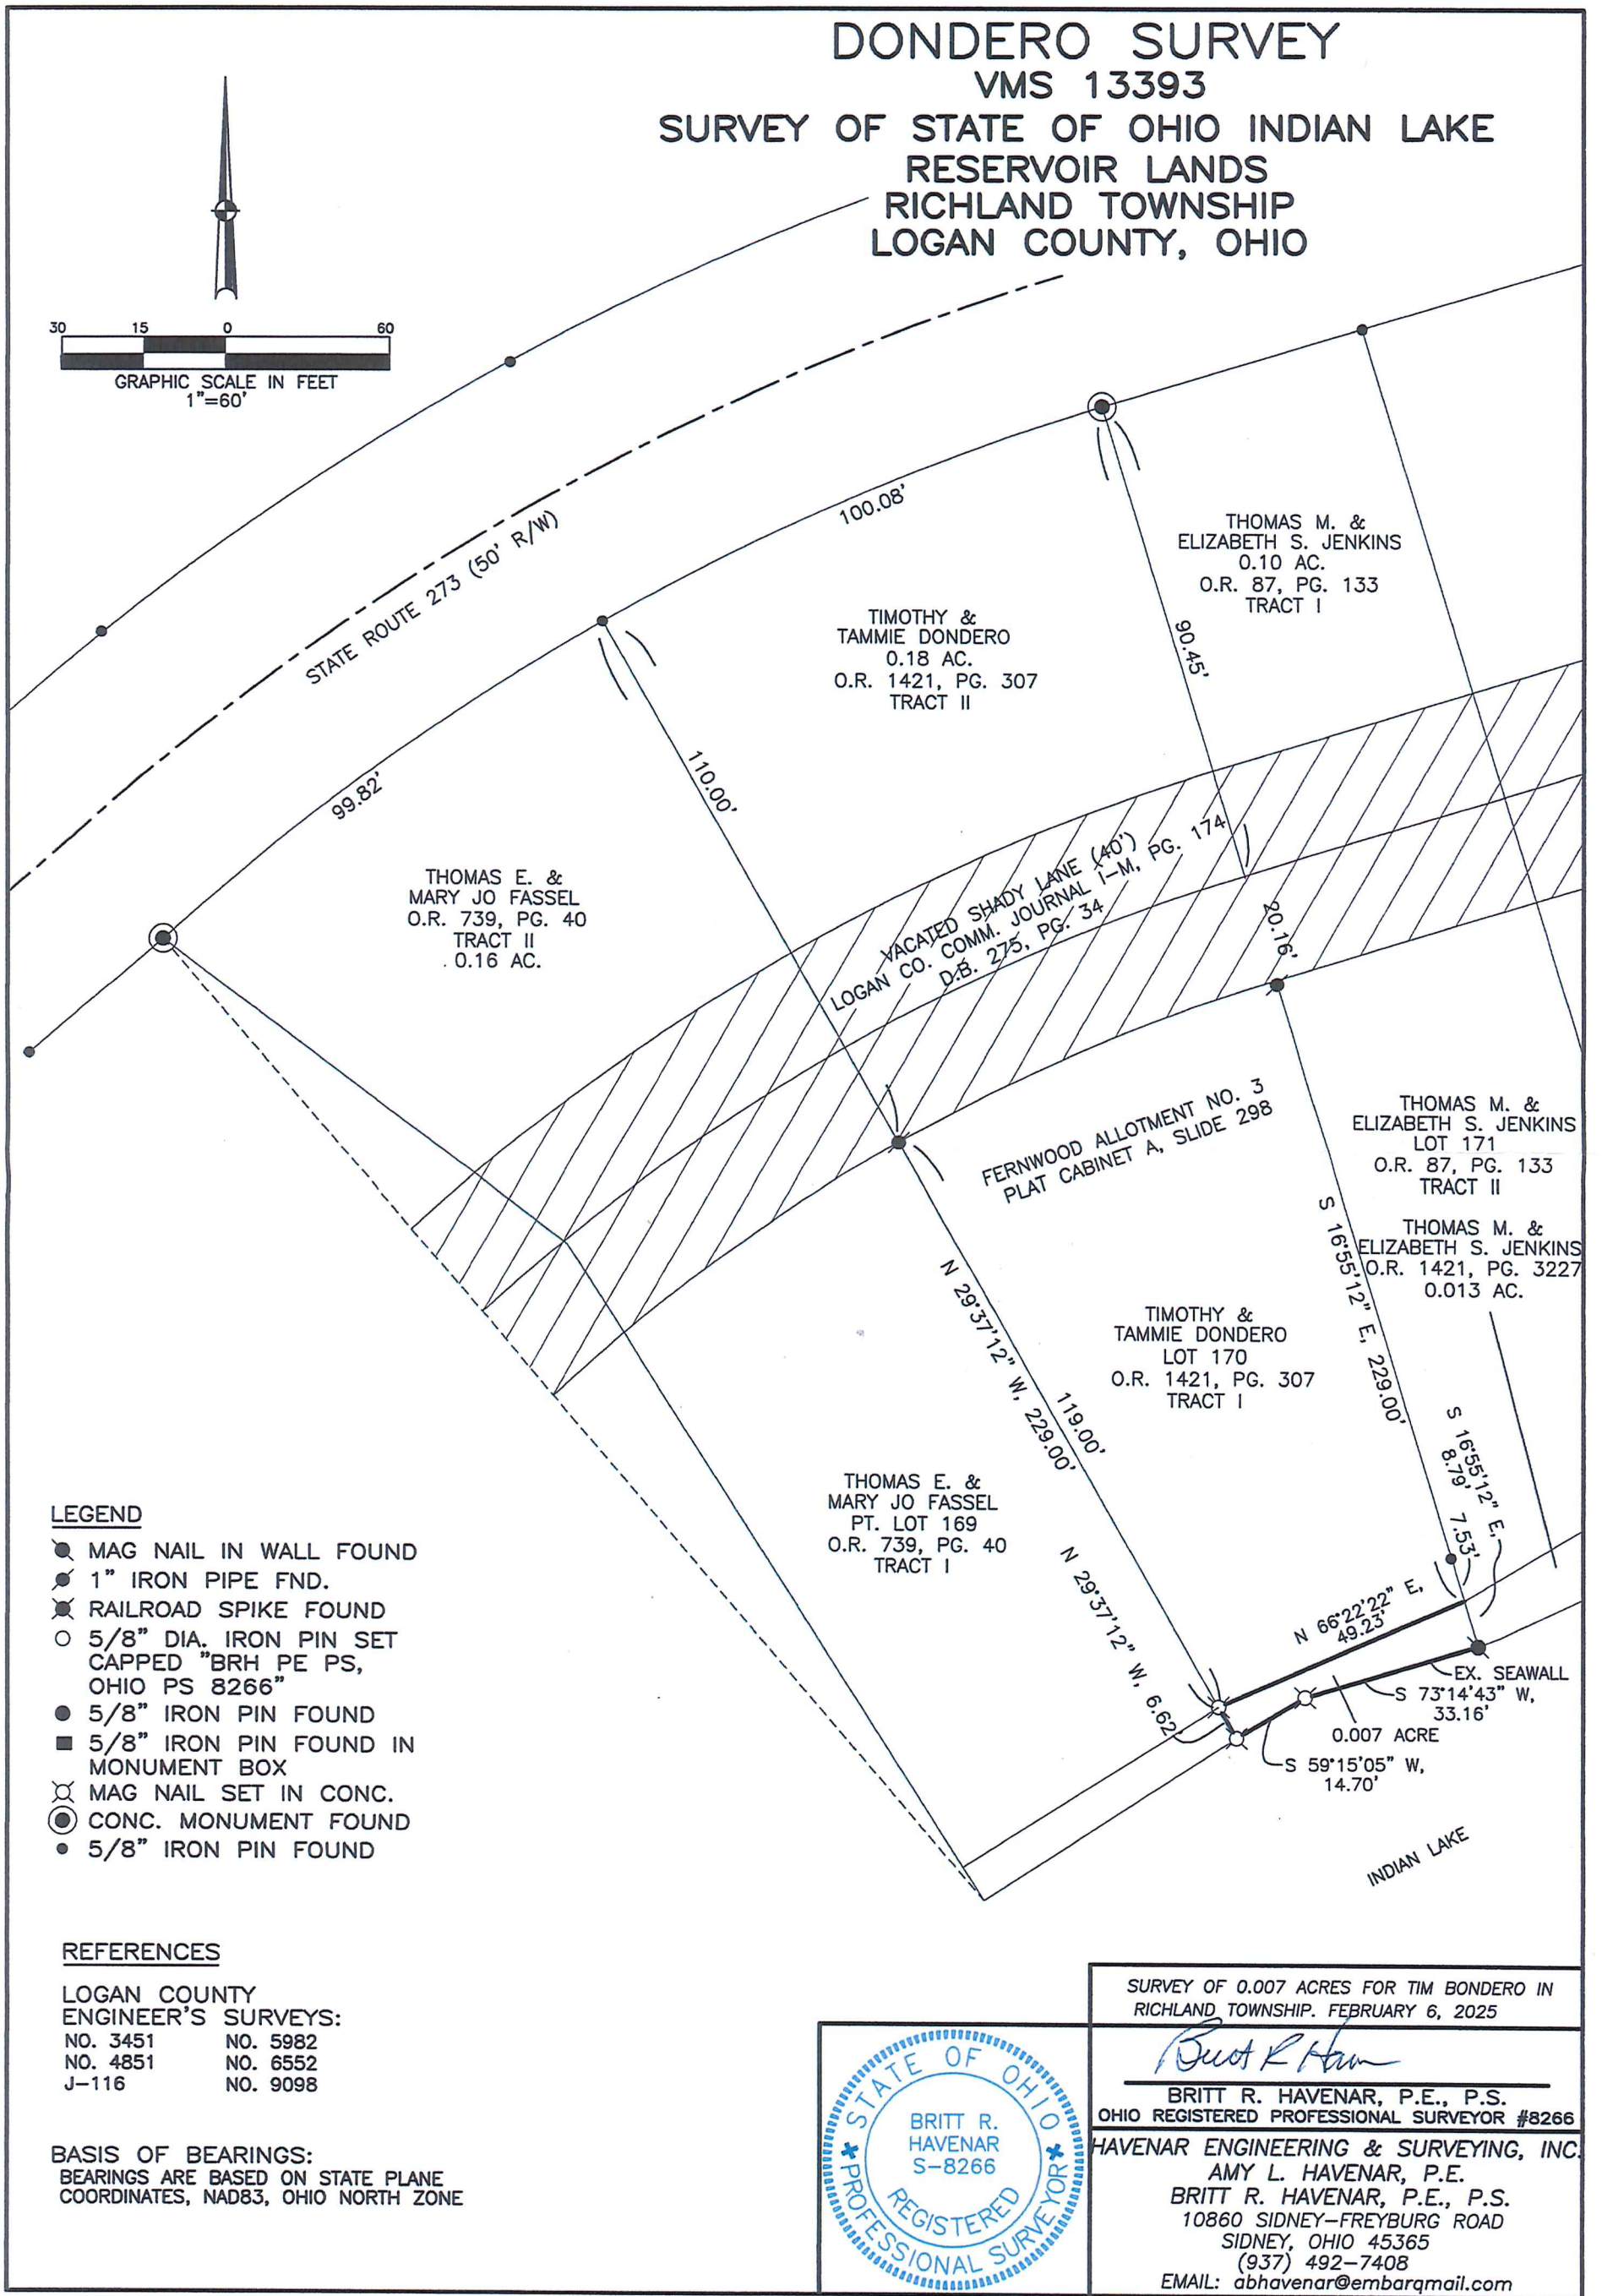 DONDERO SURVEY
VMS 13393
SURVEY OF STATE OF OHIO INDIAN LAKE
RESERVOIR LANDS
RICHLAND TOWNSHIP
LOGAN COUNTY, OHIO
30 15 0 60
GRAPHIC SCALE IN FEET
1"=60'
STATE ROUTE 273 (50' R/W)
100.08'
99.82'
THOMAS M. &
ELIZABETH S. JENKINS
0.10 AC.
O.R. 87, PG. 133
TRACT I
90.45'
TIMOTHY &
TAMMIE DONDERO
0.18 AC.
O.R. 1421, PG. 307
TRACT II
110.00'
THOMAS E. &
MARY JO FASSEL
O.R. 739, PG. 40
TRACT II
0.16 AC.
VACATED SHADY LANE (40')
LOGAN CO. COMM. JOURNAL I-M, PG. 174
D.B. 275, PG. 34
20.16'
FERNWOOD ALLOTMENT NO. 3
PLAT CABINET A, SLIDE 298
THOMAS M. &
ELIZABETH S. JENKINS
LOT 171
O.R. 87, PG. 133
TRACT II
THOMAS M. &
ELIZABETH S. JENKINS
O.R. 1421, PG. 3227
0.013 AC.
S 16°55'12" E, 229.00'
N 29°37'12" W, 229.00'
119.00'
TIMOTHY &
TAMMIE DONDERO
LOT 170
O.R. 1421, PG. 307
TRACT I
S 16°55'12" E,
8.79'
7.53'
THOMAS E. &
MARY JO FASSEL
PT. LOT 169
O.R. 739, PG. 40
TRACT I
N 29°37'12" W, 6.62'
N 66°22'22" E,
49.23'
EX. SEAWALL
S 73°14'43" W,
33.16'
0.007 ACRE
S 59°15'05" W,
14.70'
INDIAN LAKE
LEGEND
MAG NAIL IN WALL FOUND
1" IRON PIPE FND.
RAILROAD SPIKE FOUND
5/8" DIA. IRON PIN SET
CAPPED "BRH PE PS,
OHIO PS 8266"
5/8" IRON PIN FOUND
5/8" IRON PIN FOUND IN
MONUMENT BOX
MAG NAIL SET IN CONC.
CONC. MONUMENT FOUND
5/8" IRON PIN FOUND
REFERENCES
LOGAN COUNTY
ENGINEER'S SURVEYS:
NO. 3451 NO. 5982
NO. 4851 NO. 6552
J-116 NO. 9098
BASIS OF BEARINGS:
BEARINGS ARE BASED ON STATE PLANE
COORDINATES, NAD83, OHIO NORTH ZONE
STATE OF OHIO
BRITT R.
HAVENAR
S-8266
REGISTERED
PROFESSIONAL SURVEYOR
SURVEY OF 0.007 ACRES FOR TIM BONDERO IN
RICHLAND TOWNSHIP. FEBRUARY 6, 2025
BRITT R. HAVENAR, P.E., P.S.
OHIO REGISTERED PROFESSIONAL SURVEYOR #8266
HAVENAR ENGINEERING & SURVEYING, INC.
AMY L. HAVENAR, P.E.
BRITT R. HAVENAR, P.E., P.S.
10860 SIDNEY-FREYBURG ROAD
SIDNEY, OHIO 45365
(937) 492-7408
EMAIL: abhavenar@embarqmail.com